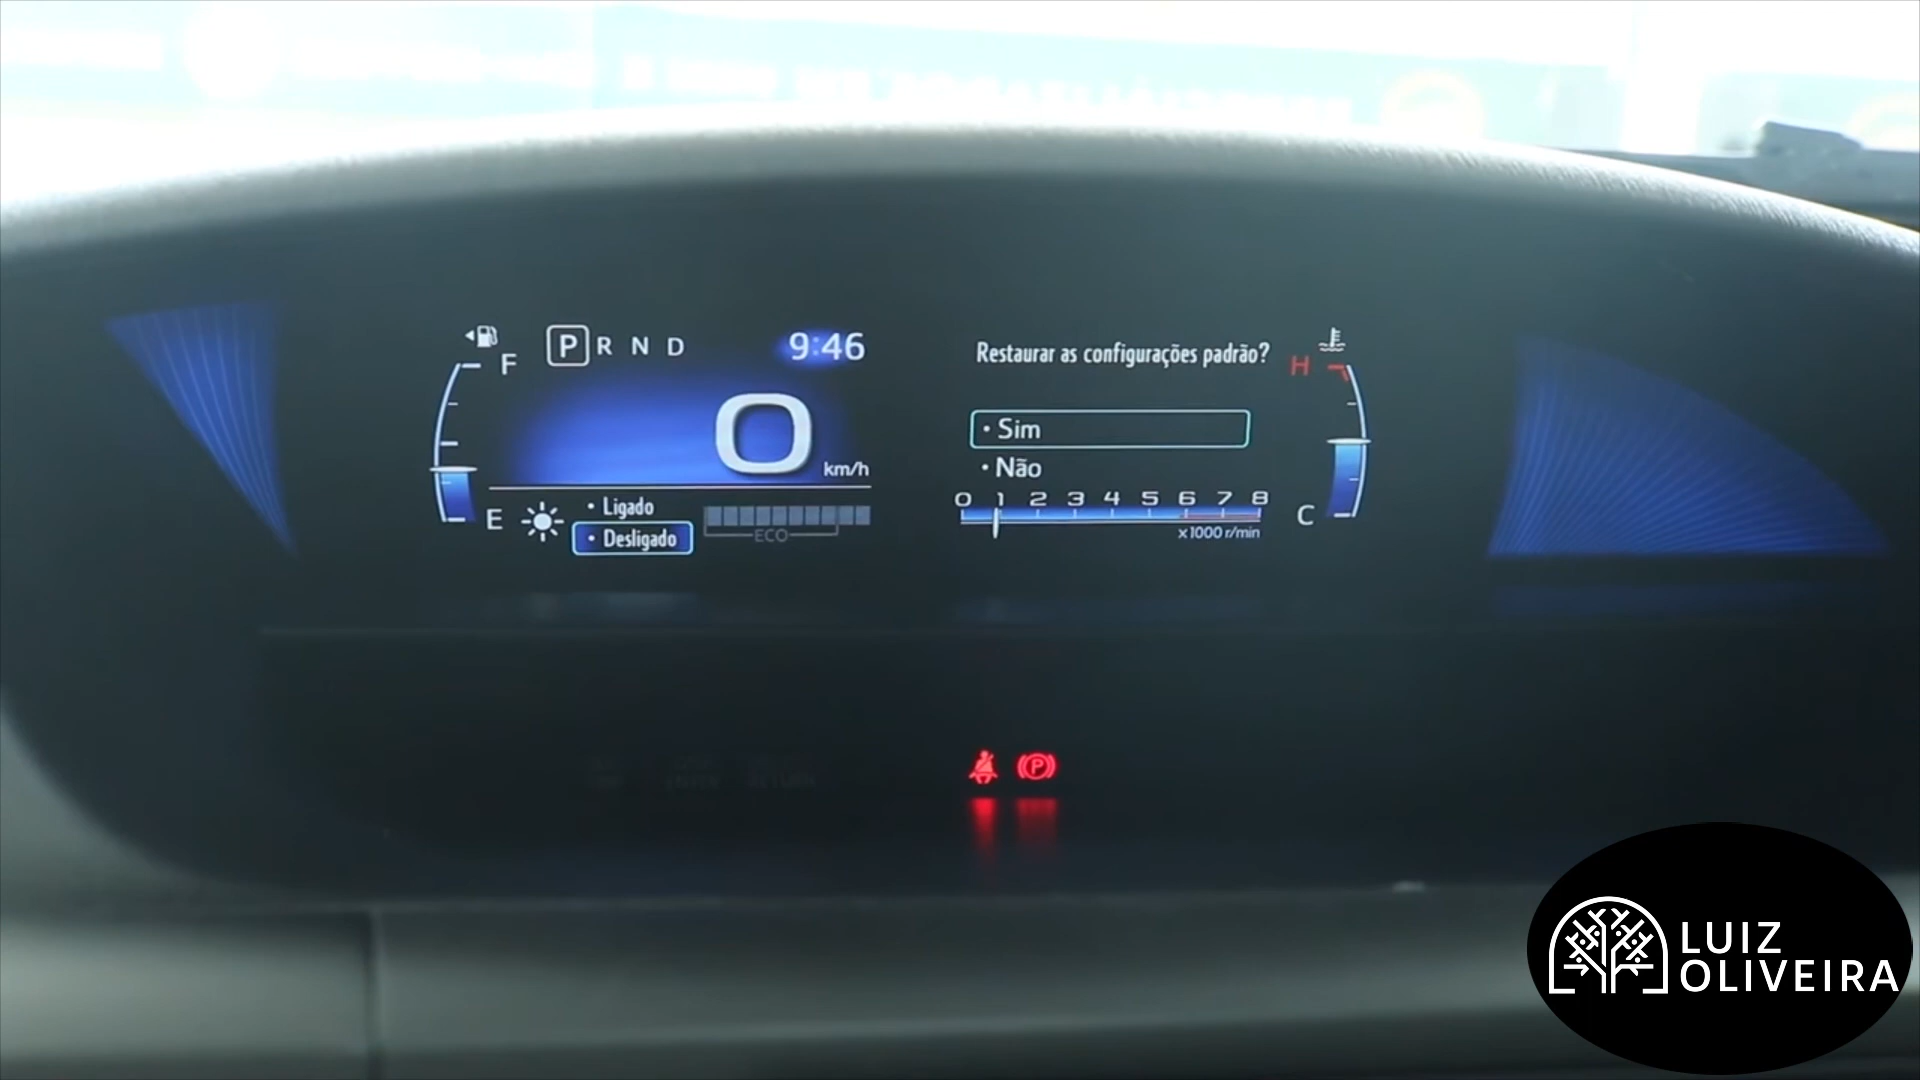 P R N D
9:46
F
0
km/h
E
• Ligado
• Desligado
ECO
Restaurar as configurações padrão?
H
• Sim
• Não
0 1 2 3 4 5 6 7 8
x1000 r/min
C
P
LUIZ
OLIVEIRA